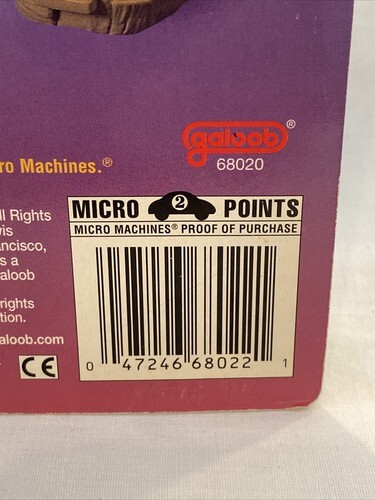 galoob®
68020
ro Machines.®
ll Rights
vis
ancisco,
s a
aloob
rights
tion.
aloob.com
CE
MICRO 2 POINTS
MICRO MACHINES® PROOF OF PURCHASE
0 47246 68022 1